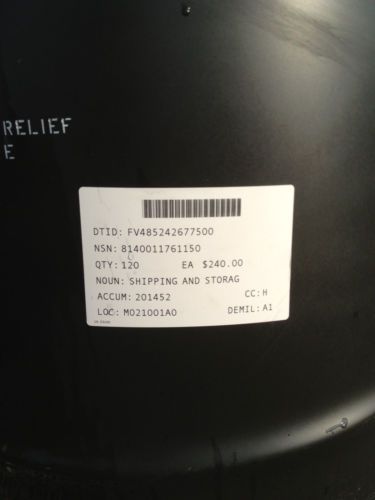 RELIEF
E
DTID: FV485242677500
NSN: 8140011761150
QTY: 120 EA $240.00
NOUN: SHIPPING AND STORAG
ACCUM: 201452 CC: H
LOC: M021001A0 DEMIL: A1